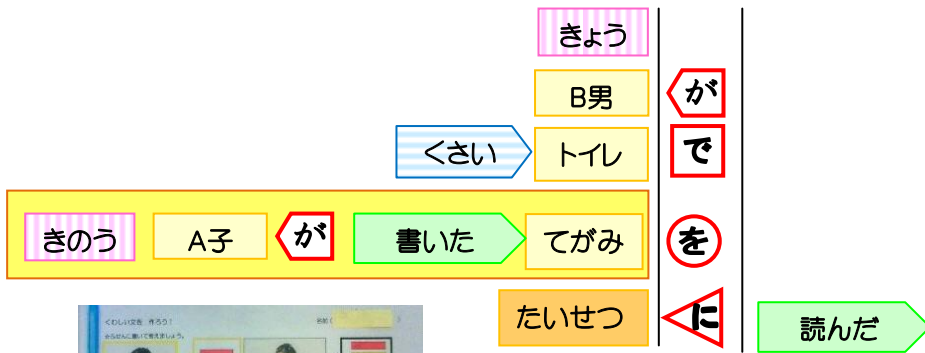 きょう
B男 が
くさい トイレ で
きのう A子 が 書いた てがみ を
たいせつ に 読んだ
くわしい文を 作ろう! 名前( )